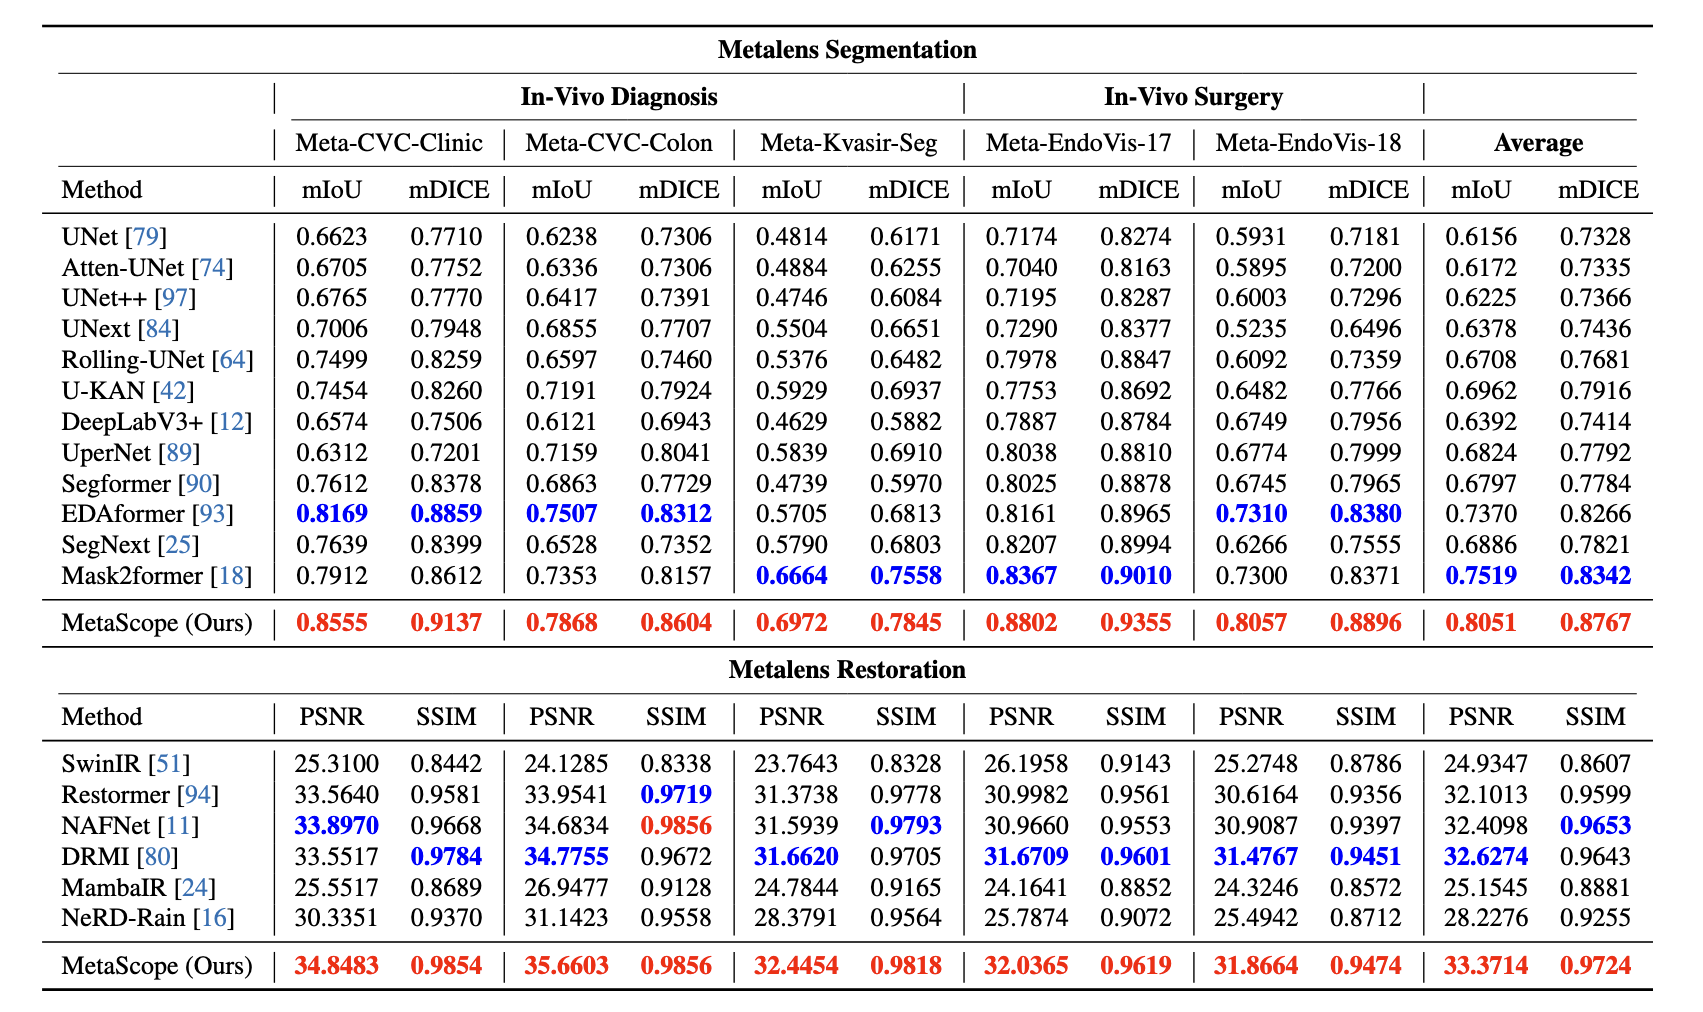 Metalens Segmentation
In-Vivo Diagnosis In-Vivo Surgery
Meta-CVC-Clinic Meta-CVC-Colon Meta-Kvasir-Seg Meta-EndoVis-17 Meta-EndoVis-18 Average
Method mIoU mDICE mIoU mDICE mIoU mDICE mIoU mDICE mIoU mDICE mIoU mDICE
UNet [79] 0.6623 0.7710 0.6238 0.7306 0.4814 0.6171 0.7174 0.8274 0.5931 0.7181 0.6156 0.7328
Atten-UNet [74] 0.6705 0.7752 0.6336 0.7306 0.4884 0.6255 0.7040 0.8163 0.5895 0.7200 0.6172 0.7335
UNet++ [97] 0.6765 0.7770 0.6417 0.7391 0.4746 0.6084 0.7195 0.8287 0.6003 0.7296 0.6225 0.7366
UNext [84] 0.7006 0.7948 0.6855 0.7707 0.5504 0.6651 0.7290 0.8377 0.5235 0.6496 0.6378 0.7436
Rolling-UNet [64] 0.7499 0.8259 0.6597 0.7460 0.5376 0.6482 0.7978 0.8847 0.6092 0.7359 0.6708 0.7681
U-KAN [42] 0.7454 0.8260 0.7191 0.7924 0.5929 0.6937 0.7753 0.8692 0.6482 0.7766 0.6962 0.7916
DeepLabV3+ [12] 0.6574 0.7506 0.6121 0.6943 0.4629 0.5882 0.7887 0.8784 0.6749 0.7956 0.6392 0.7414
UperNet [89] 0.6312 0.7201 0.7159 0.8041 0.5839 0.6910 0.8038 0.8810 0.6774 0.7999 0.6824 0.7792
Segformer [90] 0.7612 0.8378 0.6863 0.7729 0.4739 0.5970 0.8025 0.8878 0.6745 0.7965 0.6797 0.7784
EDAformer [93] 0.8169 0.8859 0.7507 0.8312 0.5705 0.6813 0.8161 0.8965 0.7310 0.8380 0.7370 0.8266
SegNext [25] 0.7639 0.8399 0.6528 0.7352 0.5790 0.6803 0.8207 0.8994 0.6266 0.7555 0.6886 0.7821
Mask2former [18] 0.7912 0.8612 0.7353 0.8157 0.6664 0.7558 0.8367 0.9010 0.7300 0.8371 0.7519 0.8342
MetaScope (Ours) 0.8555 0.9137 0.7868 0.8604 0.6972 0.7845 0.8802 0.9355 0.8057 0.8896 0.8051 0.8767
Metalens Restoration
Method PSNR SSIM PSNR SSIM PSNR SSIM PSNR SSIM PSNR SSIM PSNR SSIM
SwinIR [51] 25.3100 0.8442 24.1285 0.8338 23.7643 0.8328 26.1958 0.9143 25.2748 0.8786 24.9347 0.8607
Restormer [94] 33.5640 0.9581 33.9541 0.9719 31.3738 0.9778 30.9982 0.9561 30.6164 0.9356 32.1013 0.9599
NAFNet [11] 33.8970 0.9668 34.6834 0.9856 31.5939 0.9793 30.9660 0.9553 30.9087 0.9397 32.4098 0.9653
DRMI [80] 33.5517 0.9784 34.7755 0.9672 31.6620 0.9705 31.6709 0.9601 31.4767 0.9451 32.6274 0.9643
MambaIR [24] 25.5517 0.8689 26.9477 0.9128 24.7844 0.9165 24.1641 0.8852 24.3246 0.8572 25.1545 0.8881
NeRD-Rain [16] 30.3351 0.9370 31.1423 0.9558 28.3791 0.9564 25.7874 0.9072 25.4942 0.8712 28.2276 0.9255
MetaScope (Ours) 34.8483 0.9854 35.6603 0.9856 32.4454 0.9818 32.0365 0.9619 31.8664 0.9474 33.3714 0.9724